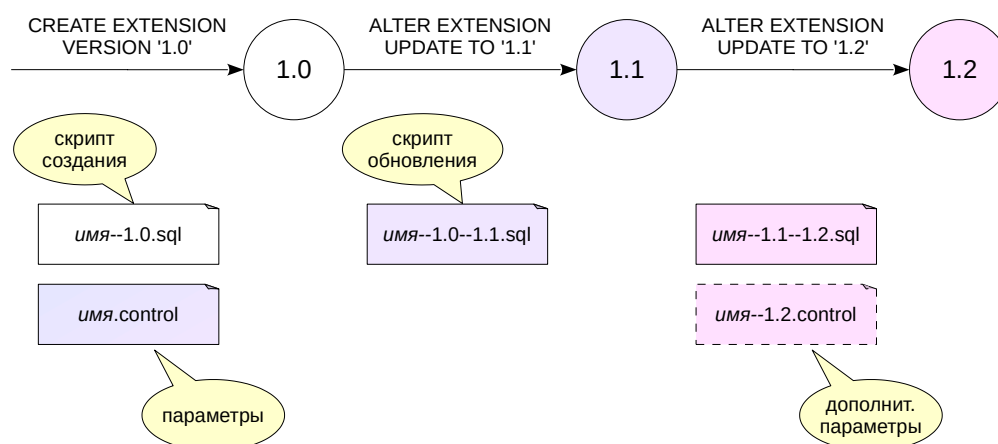 CREATE EXTENSION
VERSION '1.0'
1.0
ALTER EXTENSION
UPDATE TO '1.1'
1.1
ALTER EXTENSION
UPDATE TO '1.2'
1.2
скрипт
создания
скрипт
обновления
имя--1.0.sql
имя--1.0--1.1.sql
имя--1.1--1.2.sql
имя.control
имя--1.2.control
параметры
дополнит.
параметры